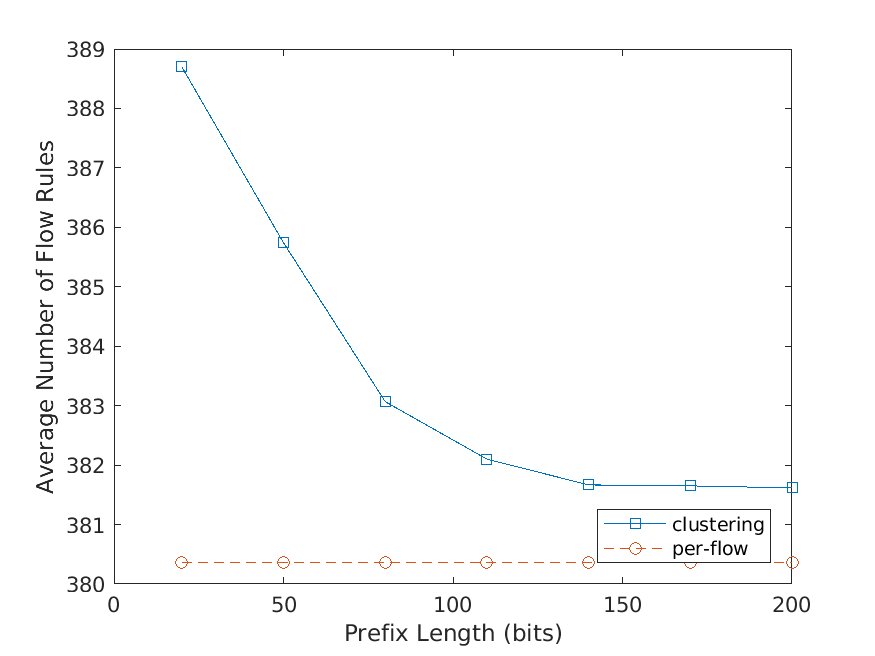 389
388
387
386
385
384
383
382
381
380
Average Number of Flow Rules
clustering
per-flow
0 50 100 150 200
Prefix Length (bits)